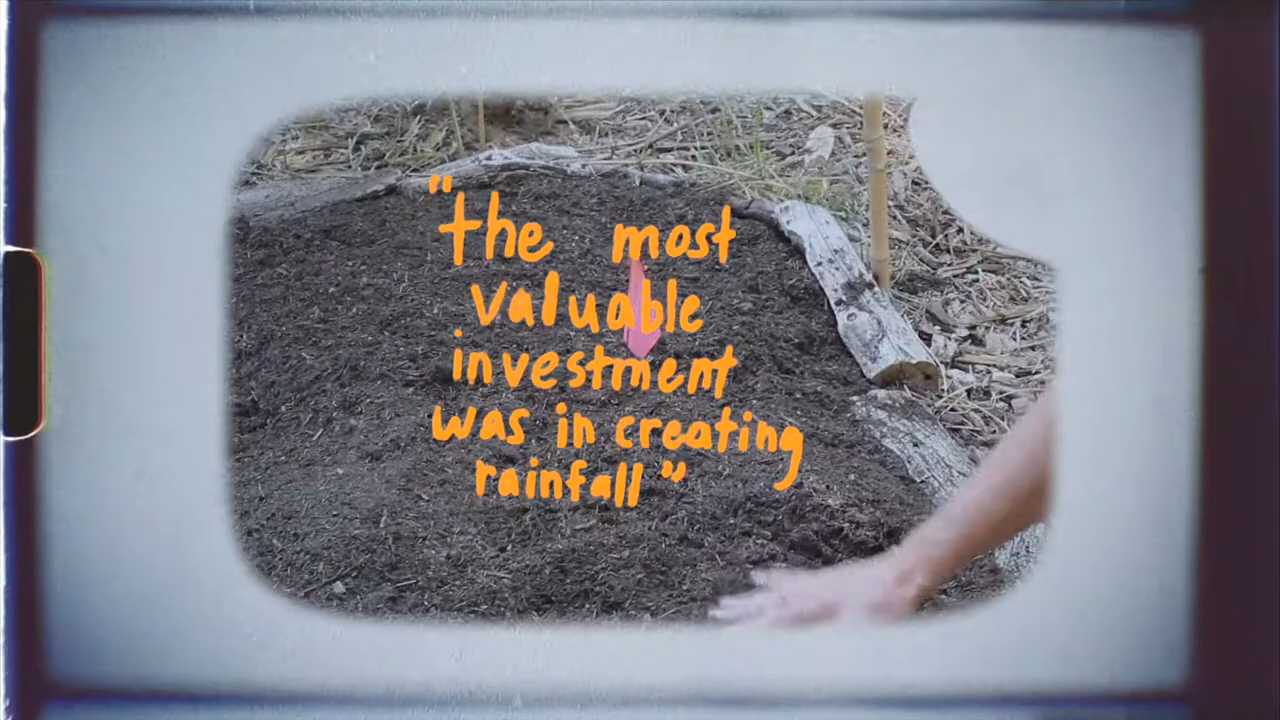 "the most
valuable
investment
was in creating
rainfall"